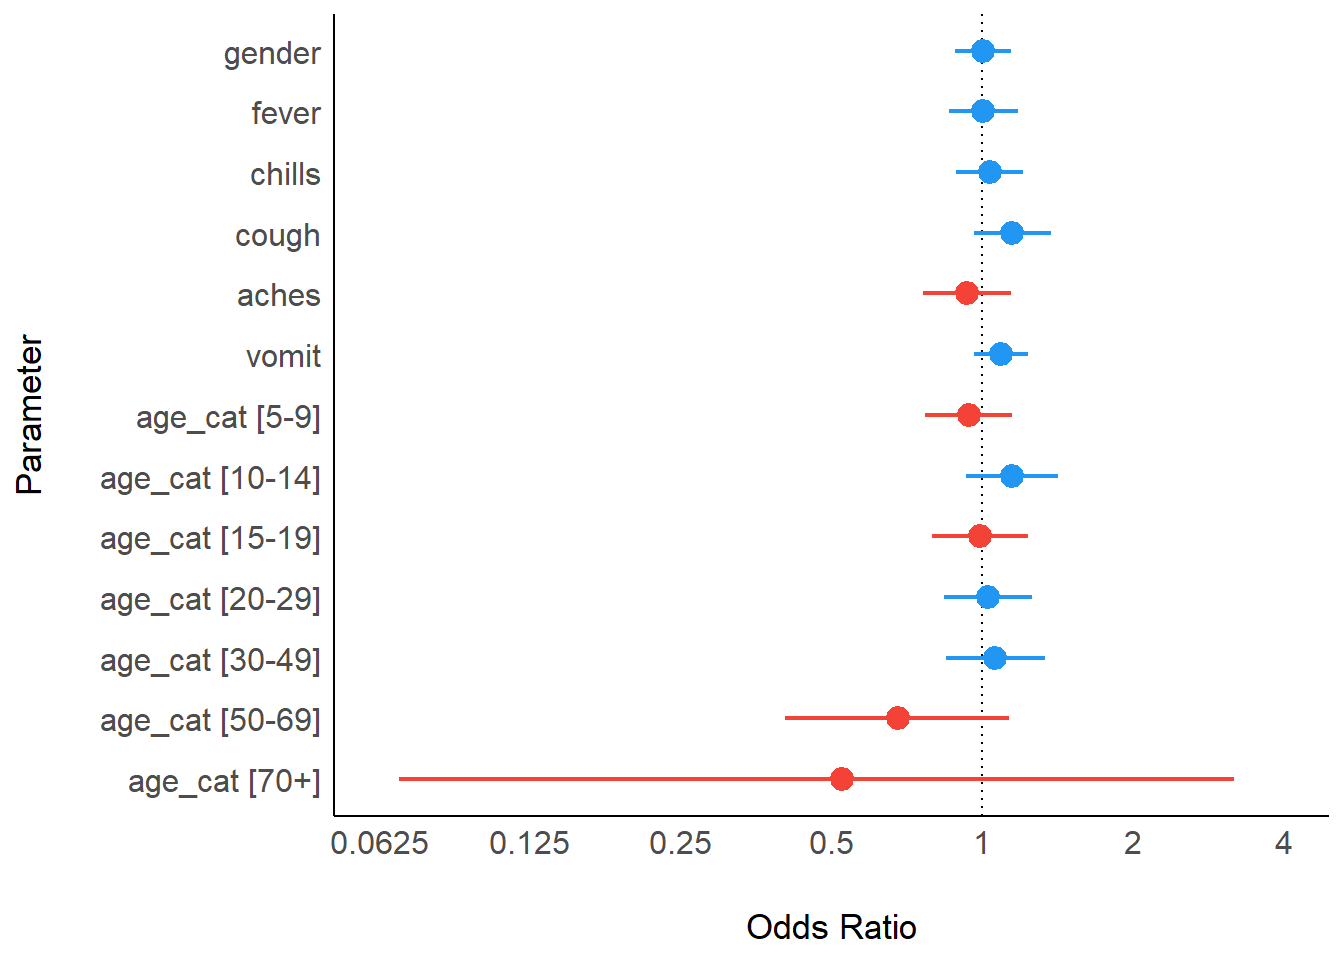 gender
fever
chills
cough
aches
vomit
age_cat [5-9]
age_cat [10-14]
age_cat [15-19]
age_cat [20-29]
age_cat [30-49]
age_cat [50-69]
age_cat [70+]
Parameter
0.0625 0.125 0.25 0.5 1 2 4
Odds Ratio